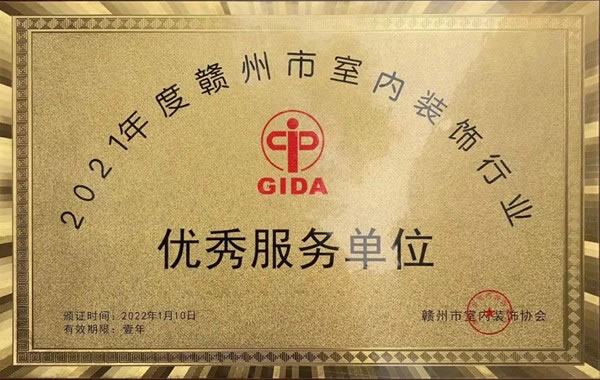 2021年度赣州市室内装饰行业
GIDA
优秀服务单位
颁证时间：2022年1月10日
有效期限：壹年
赣州市室内装饰协会